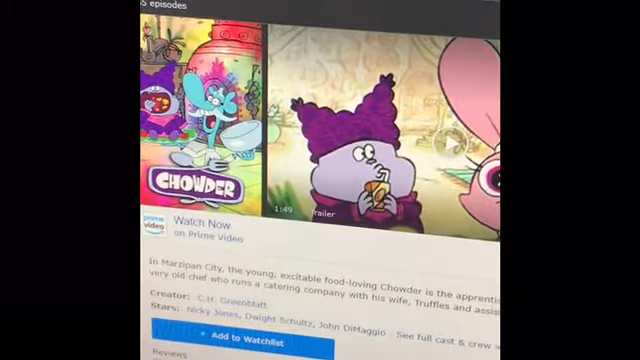 S episodes
CHOWDER
1:49 Trailer
prime video
Watch Now
on Prime Video
In Marzipan City, the young, excitable food-loving Chowder is the apprenti
very old chef who runs a catering company with his wife, Truffles and assis
Creator: C.H. Greenblatt
Stars: Nicky Jones, Dwight Schultz, John DiMaggio See full cast & crew
+ Add to Watchlist
Reviews